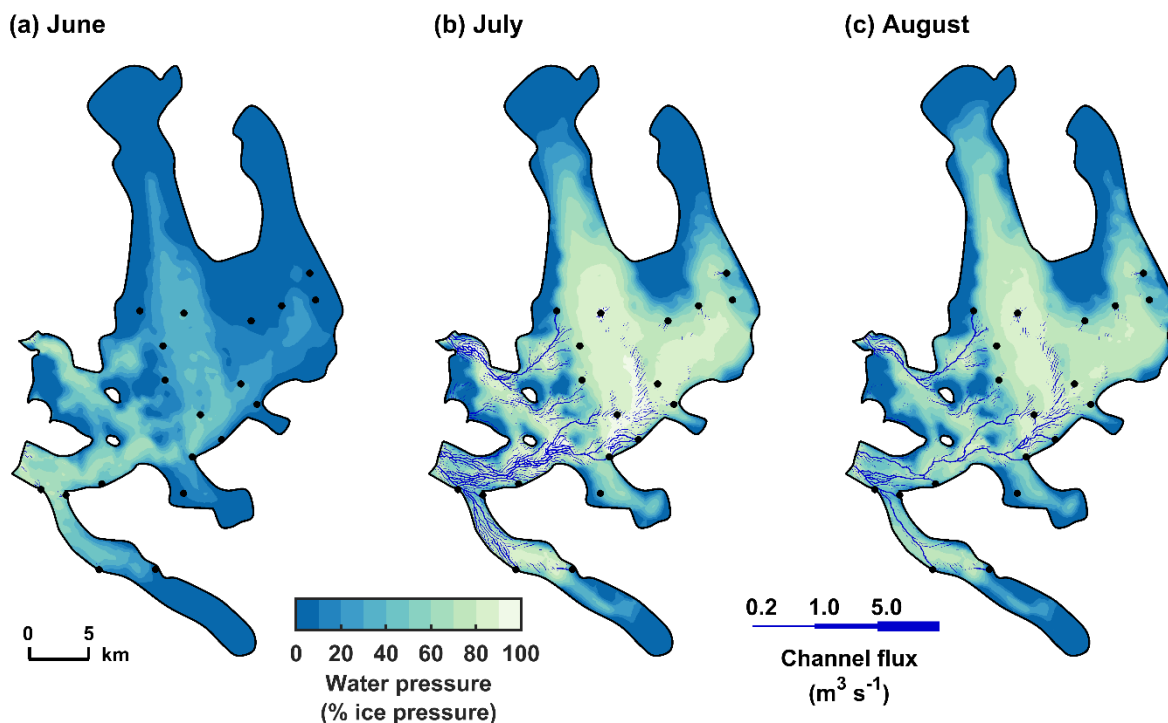 (a) June
(b) July
(c) August
0 5
km
0 20 40 60 80 100
Water pressure
(% ice pressure)
0.2 1.0 5.0
Channel flux
(m³ s⁻¹)